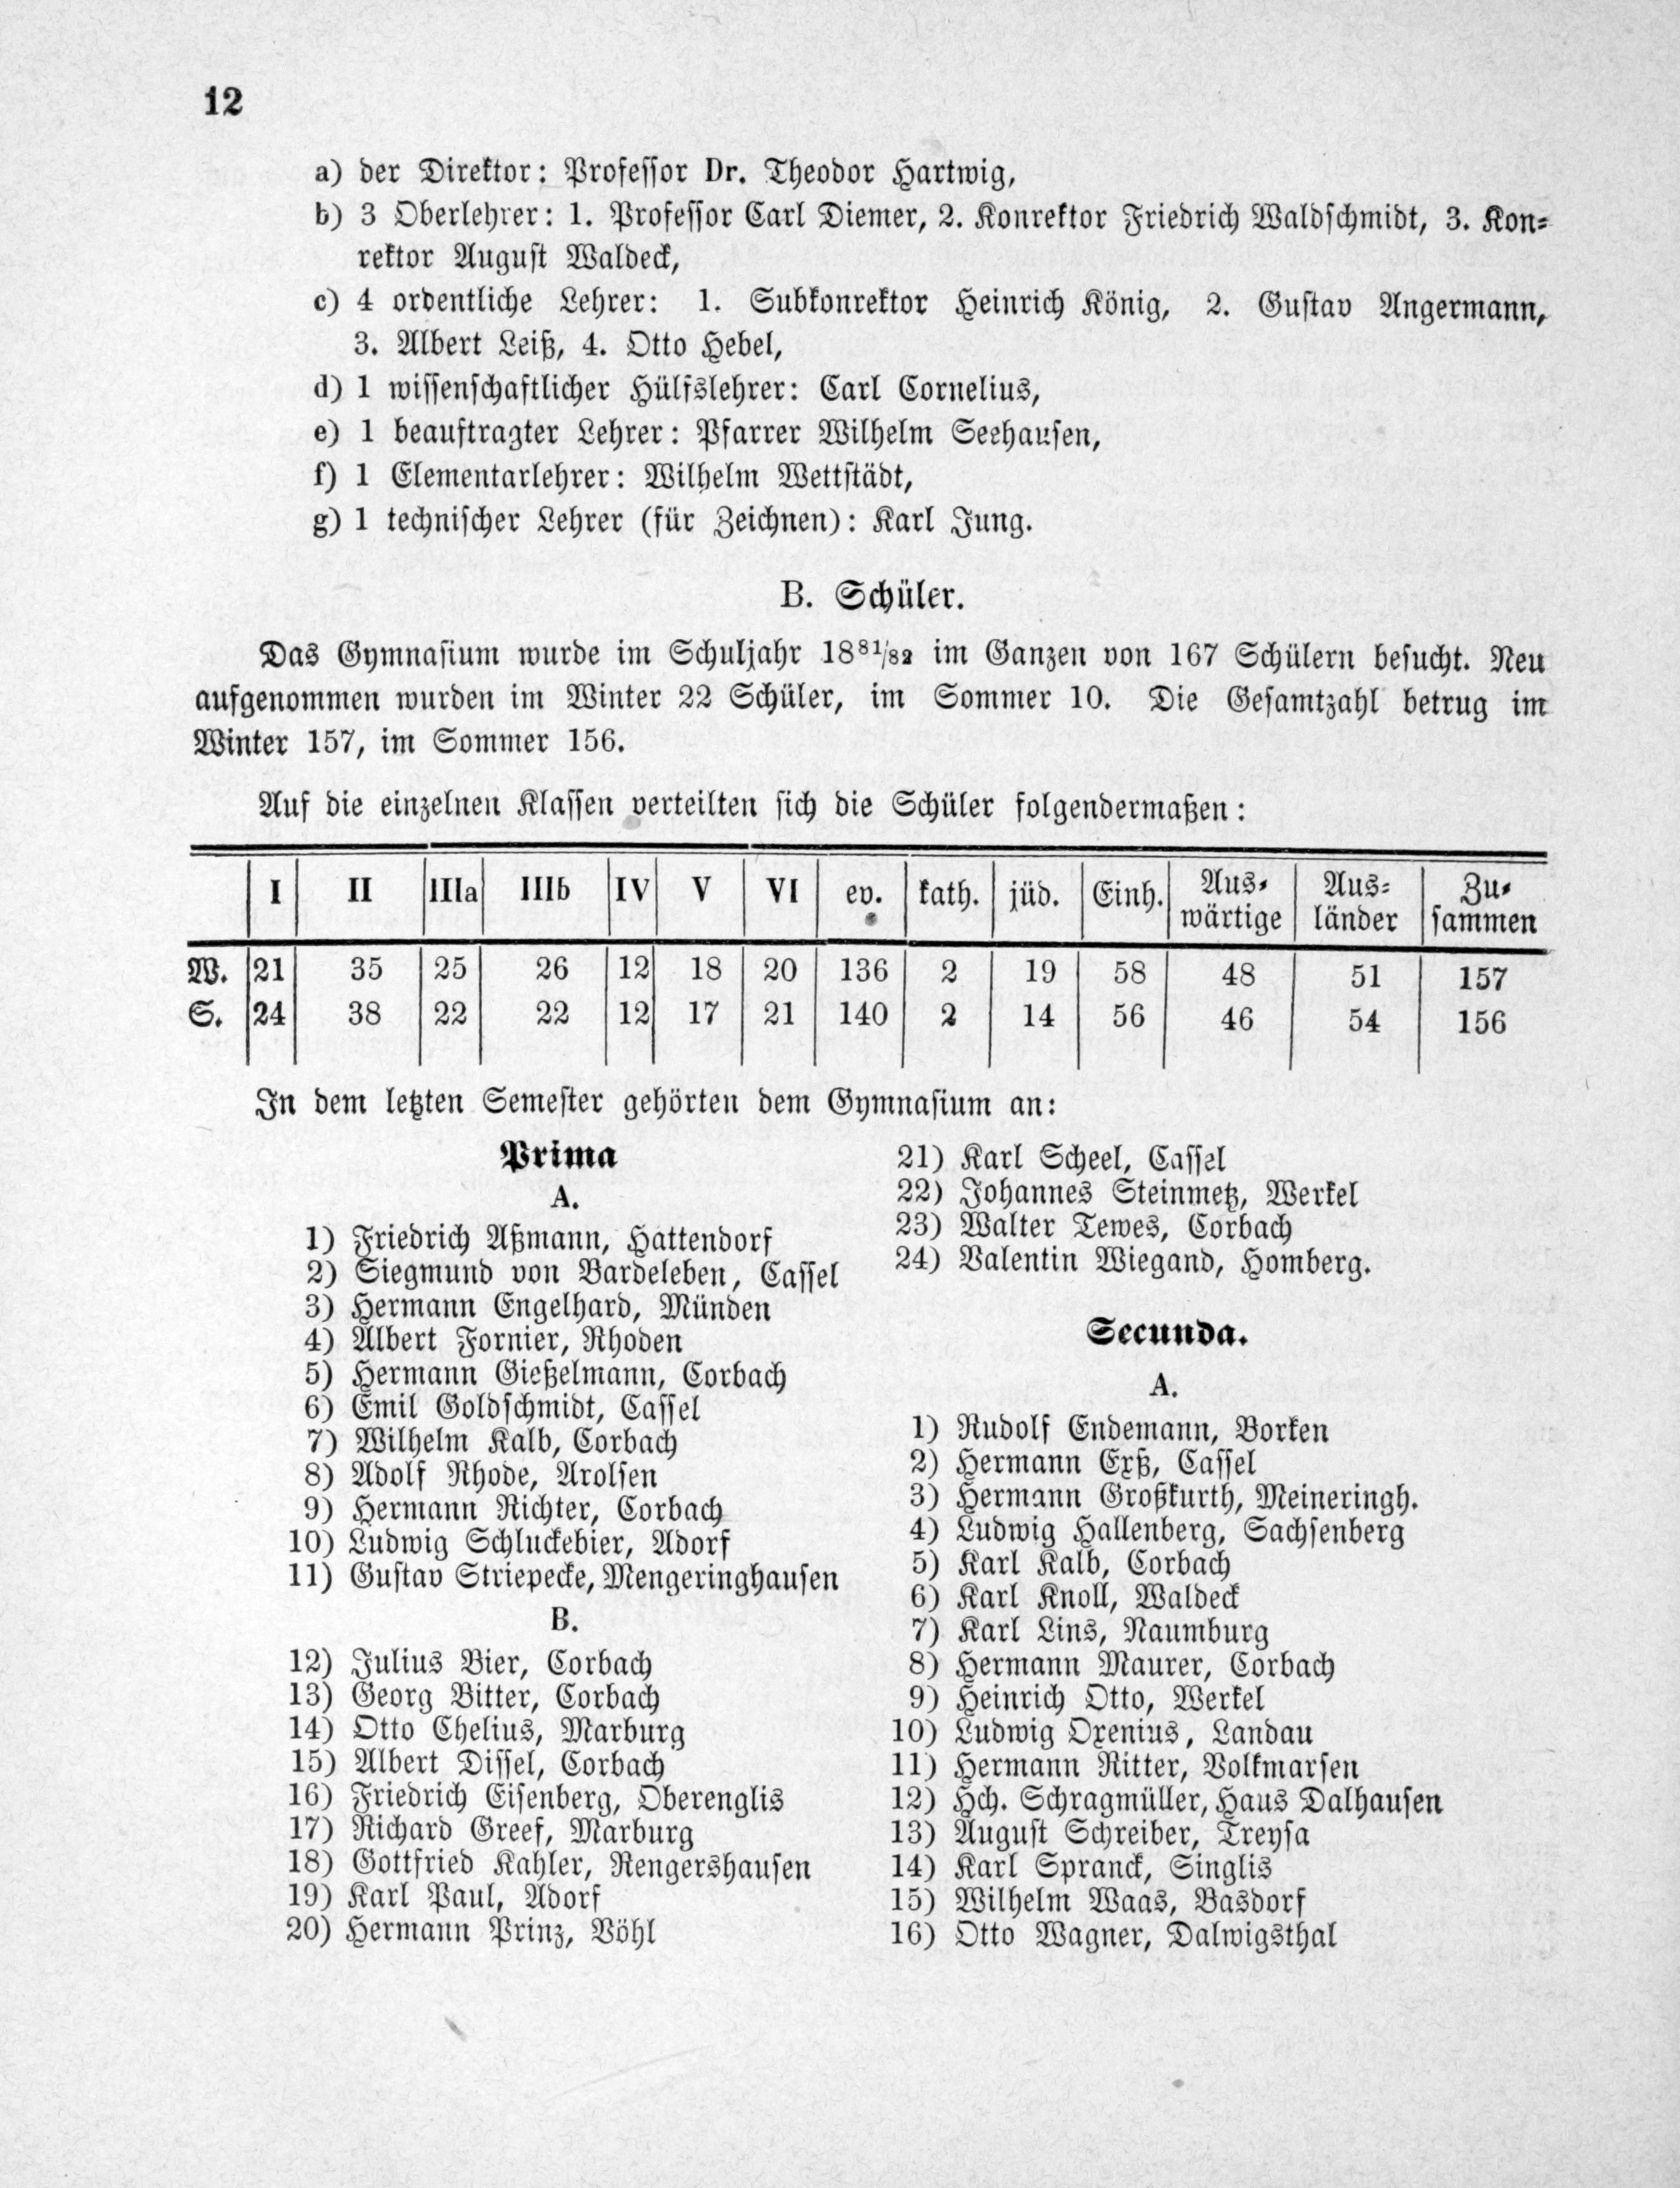 12
a) der Direktor: Professor Dr. Theodor Hartwig,
b) 3 Oberlehrer: 1. Professor Carl Diemer, 2. Konrektor Friedrich Waldschmidt, 3. Kon-
rektor August Waldeck,
c) 4 ordentliche Lehrer: 1. Subkonrektor Heinrich König, 2. Gustav Angermann,
3. Albert Leiß, 4. Otto Hebel,
d) 1 wissenschaftlicher Hülfslehrer: Carl Cornelius,
e) 1 beauftragter Lehrer: Pfarrer Wilhelm Seehausen,
f) 1 Elementarlehrer: Wilhelm Wettstädt,
g) 1 technischer Lehrer (für Zeichnen): Karl Jung.
B. Schüler.
Das Gymnasium wurde im Schuljahr 1881/82 im Ganzen von 167 Schülern besucht. Neu
aufgenommen wurden im Winter 22 Schüler, im Sommer 10. Die Gesamtzahl betrug im
Winter 157, im Sommer 156.
Auf die einzelnen Klassen verteilten sich die Schüler folgendermaßen:
I II IIIa IIIb IV V VI ev. kath. jüd. Einh. Aus-wärtige Aus-länder Zu-sammen
W. 21 35 25 26 12 18 20 136 2 19 58 48 51 157
S. 24 38 22 22 12 17 21 140 2 14 56 46 54 156
In dem letzten Semester gehörten dem Gymnasium an:
Prima
A.
1) Friedrich Aßmann, Hattendorf
2) Siegmund von Bardeleben, Cassel
3) Hermann Engelhard, Münden
4) Albert Fornier, Rhoden
5) Hermann Gießelmann, Corbach
6) Emil Goldschmidt, Cassel
7) Wilhelm Kalb, Corbach
8) Adolf Rhode, Arolsen
9) Hermann Richter, Corbach
10) Ludwig Schluckebier, Adorf
11) Gustav Striepecke, Mengeringhausen
B.
12) Julius Bier, Corbach
13) Georg Bitter, Corbach
14) Otto Chelius, Marburg
15) Albert Dissel, Corbach
16) Friedrich Eisenberg, Oberenglis
17) Richard Greef, Marburg
18) Gottfried Kahler, Rengershausen
19) Karl Paul, Adorf
20) Hermann Prinz, Vöhl
21) Karl Scheel, Cassel
22) Johannes Steinmetz, Werkel
23) Walter Tewes, Corbach
24) Valentin Wiegand, Homberg.
Secunda.
A.
1) Rudolf Endemann, Borken
2) Hermann Exß, Cassel
3) Hermann Großkurth, Meineringh.
4) Ludwig Hallenberg, Sachsenberg
5) Karl Kalb, Corbach
6) Karl Knoll, Waldeck
7) Karl Lins, Naumburg
8) Hermann Maurer, Corbach
9) Heinrich Otto, Werkel
10) Ludwig Oxenius, Landau
11) Hermann Ritter, Volkmarsen
12) Hch. Schragmüller, Haus Dalhausen
13) August Schreiber, Treysa
14) Karl Spranck, Singlis
15) Wilhelm Waas, Basdorf
16) Otto Wagner, Dalwigsthal